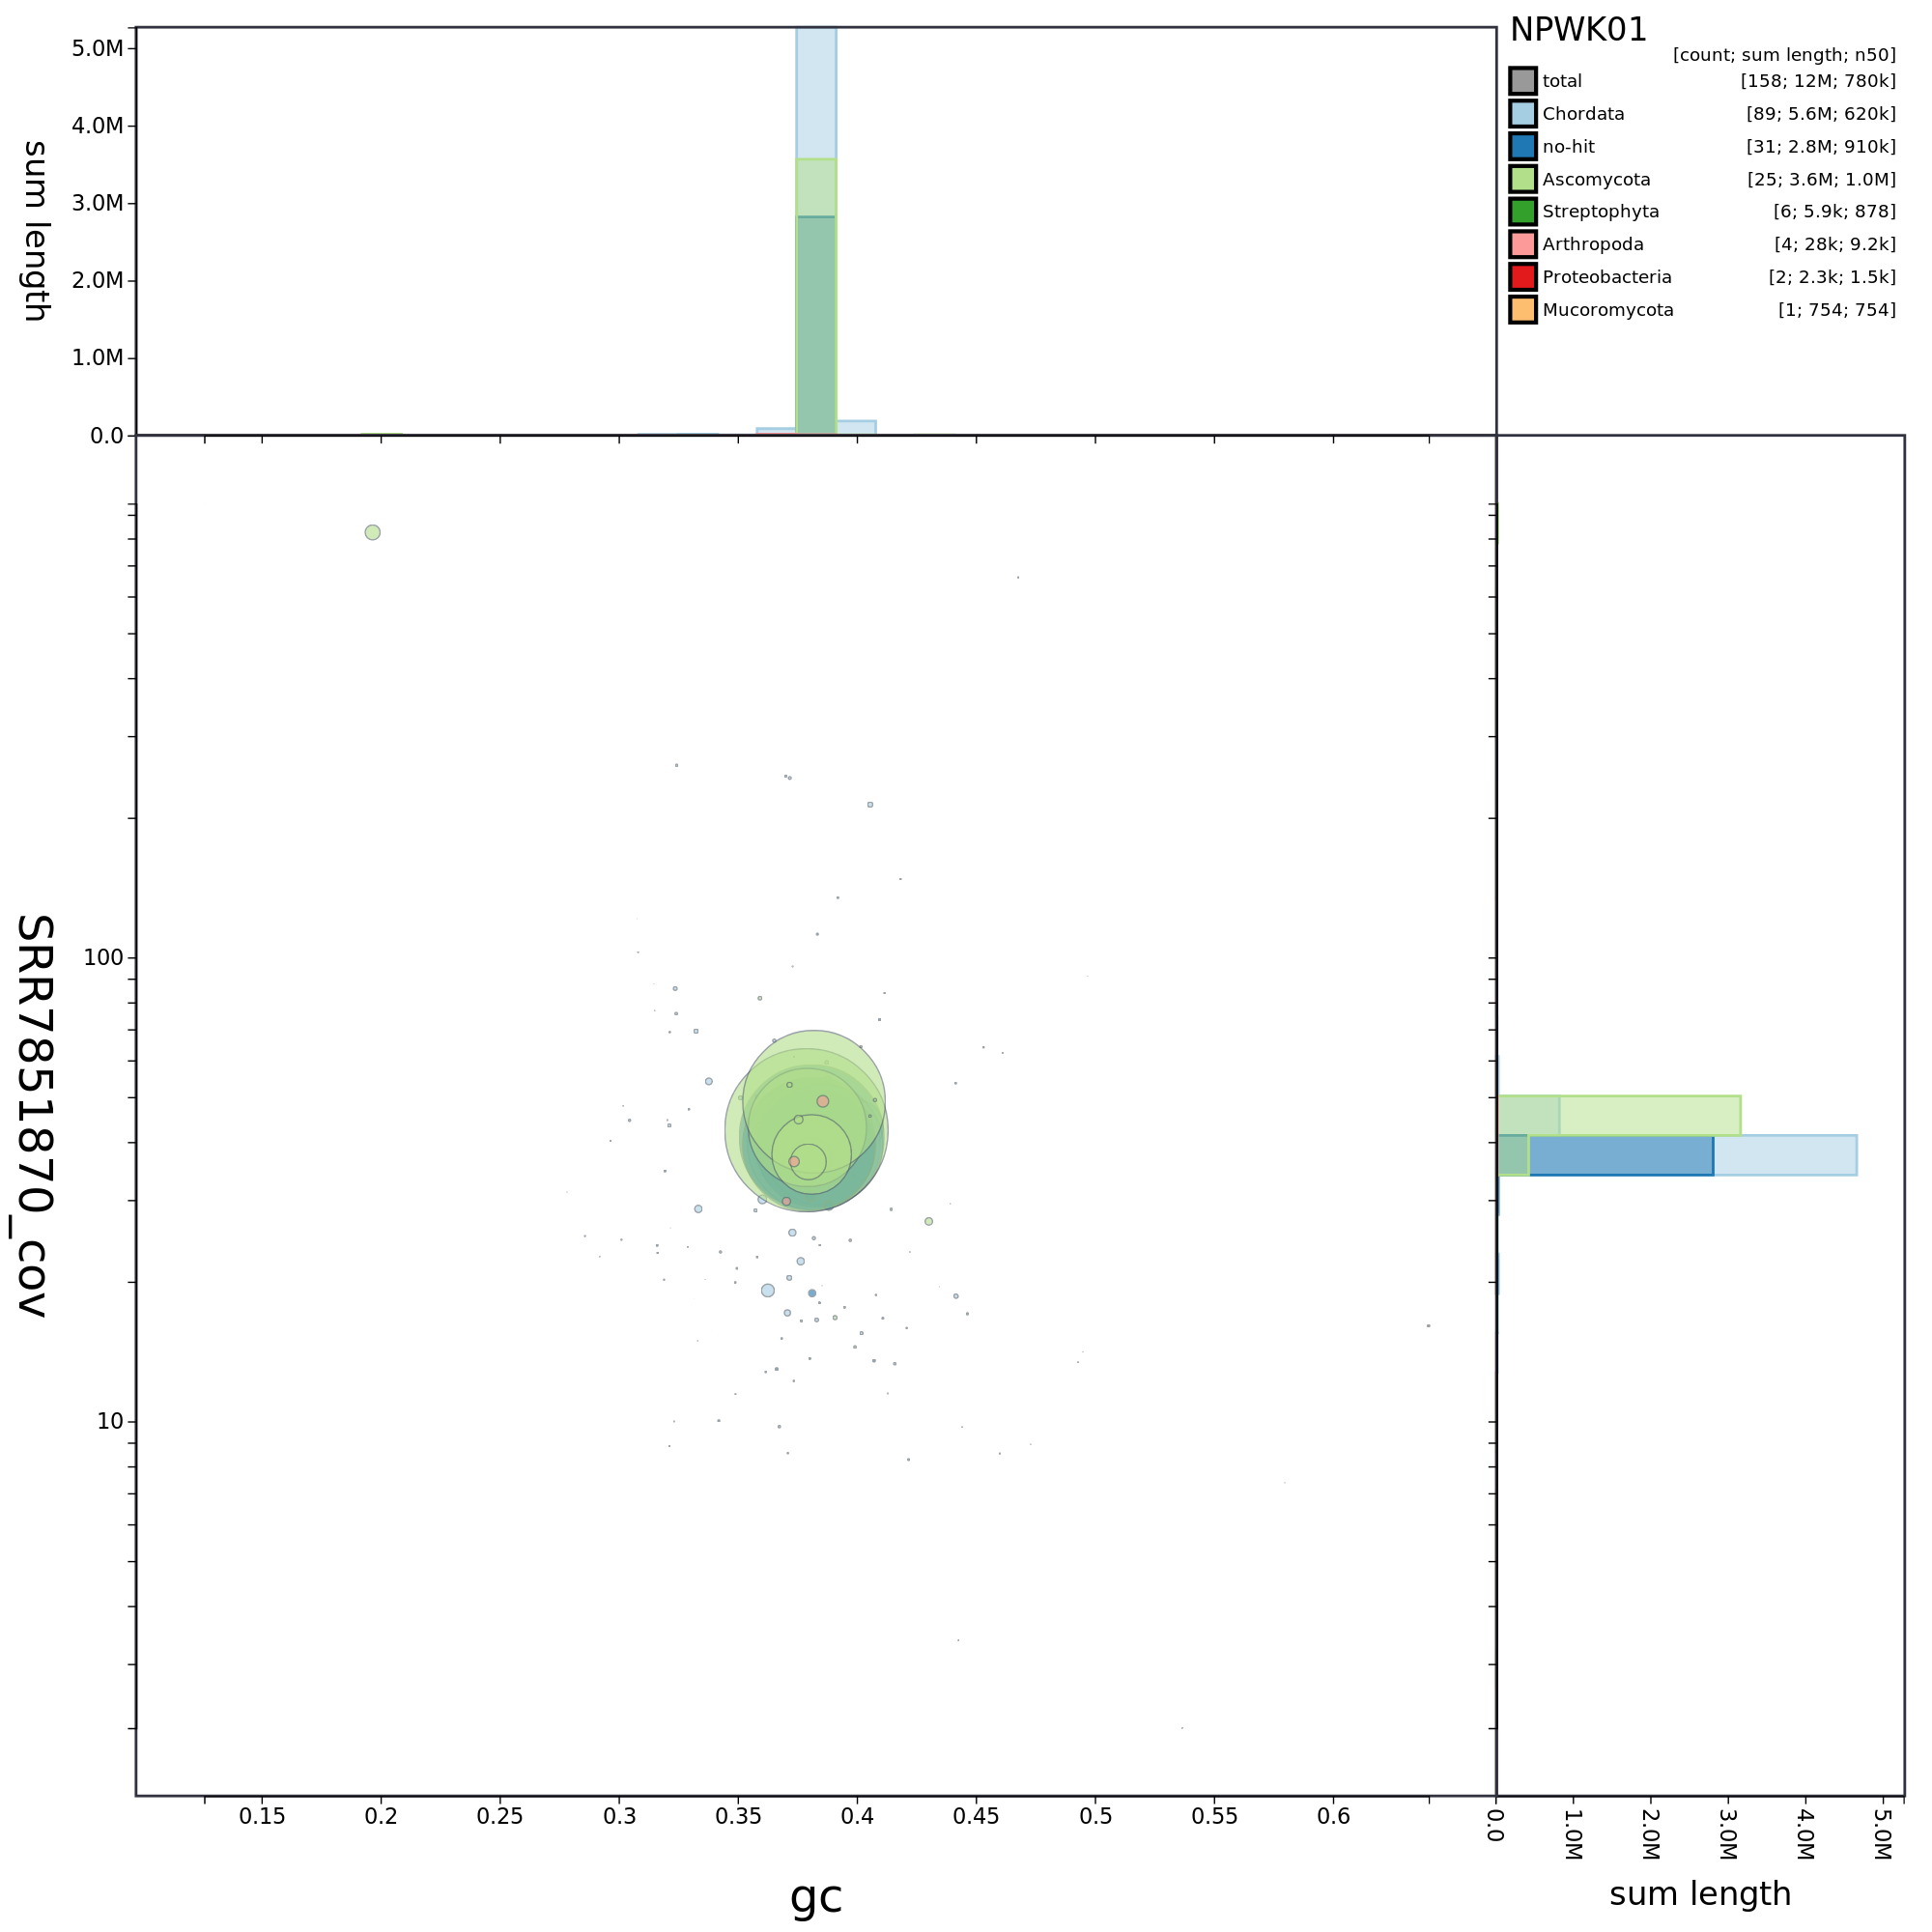 NPWK01
[count; sum length; n50]
total [158; 12M; 780k]
Chordata [89; 5.6M; 620k]
no-hit [31; 2.8M; 910k]
Ascomycota [25; 3.6M; 1.0M]
Streptophyta [6; 5.9k; 878]
Arthropoda [4; 28k; 9.2k]
Proteobacteria [2; 2.3k; 1.5k]
Mucoromycota [1; 754; 754]
sum length
5.0M
4.0M
3.0M
2.0M
1.0M
0.0
SRR7851870_cov
100
10
0.15 0.2 0.25 0.3 0.35 0.4 0.45 0.5 0.55 0.6
gc
0.0 1.0M 2.0M 3.0M 4.0M 5.0M
sum length